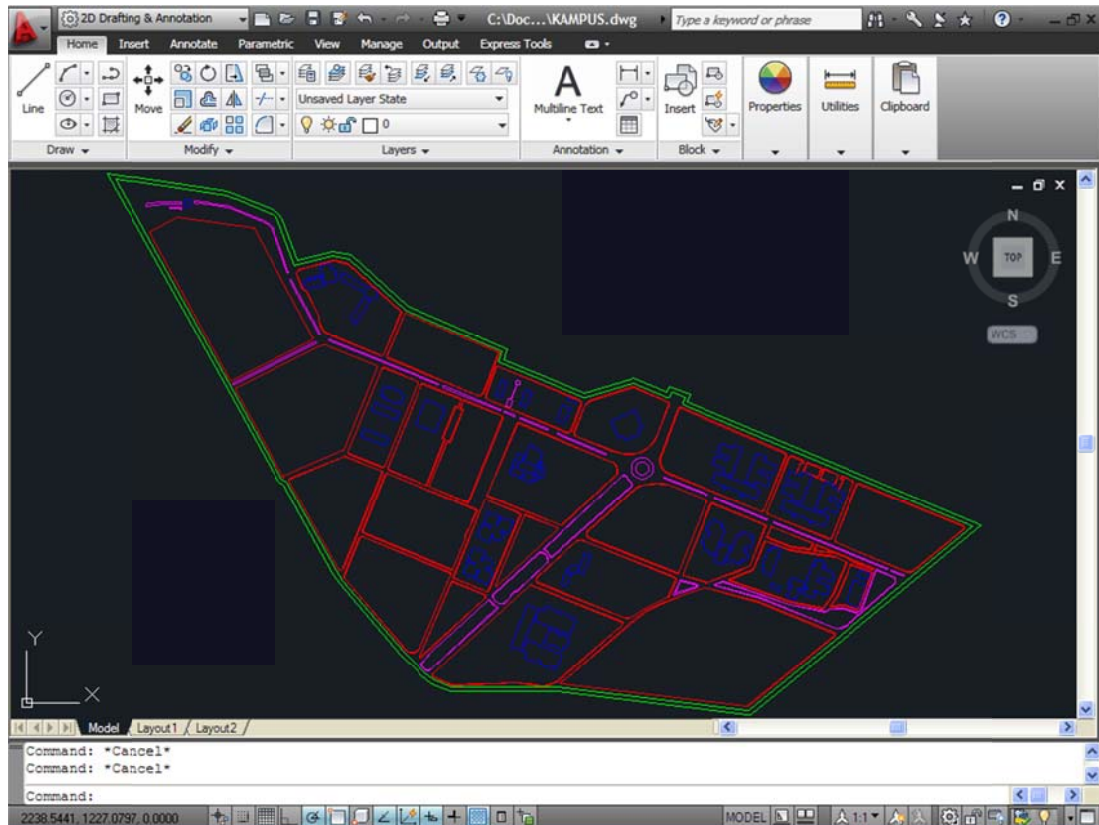 2D Drafting & Annotation
C:\Doc...\KAMPUS.dwg
Type a keyword or phrase
Home Insert Annotate Parametric View Manage Output Express Tools
Line
Move
Unsaved Layer State
0
A
Multiline Text
Insert
Properties
Utilities
Clipboard
Draw
Modify
Layers
Annotation
Block
N
W TOP E
S
WCS
Y
X
Model Layout1 Layout2
Command: *Cancel*
Command: *Cancel*
Command:
2238.5441, 1227.0797, 0.0000
MODEL
1:1